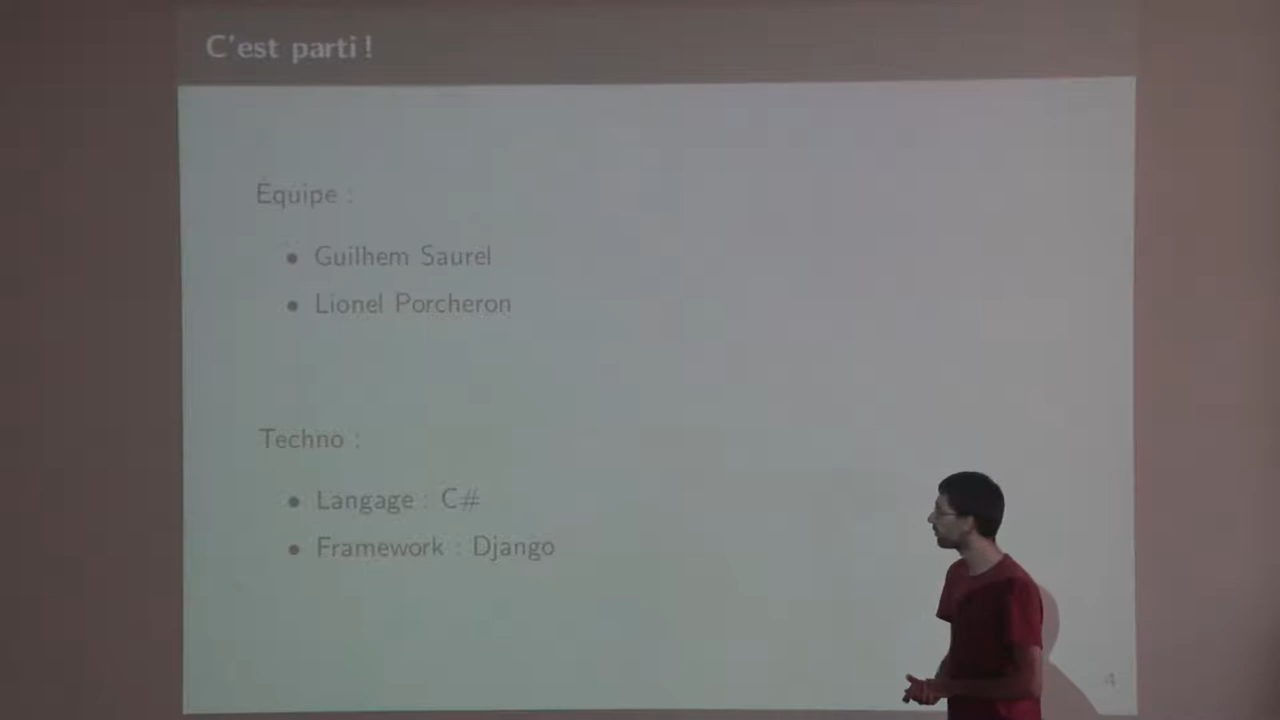 C'est parti !
Équipe :
• Guilhem Saurel
• Lionel Porcheron
Techno :
• Langage : C#
• Framework : Django
4